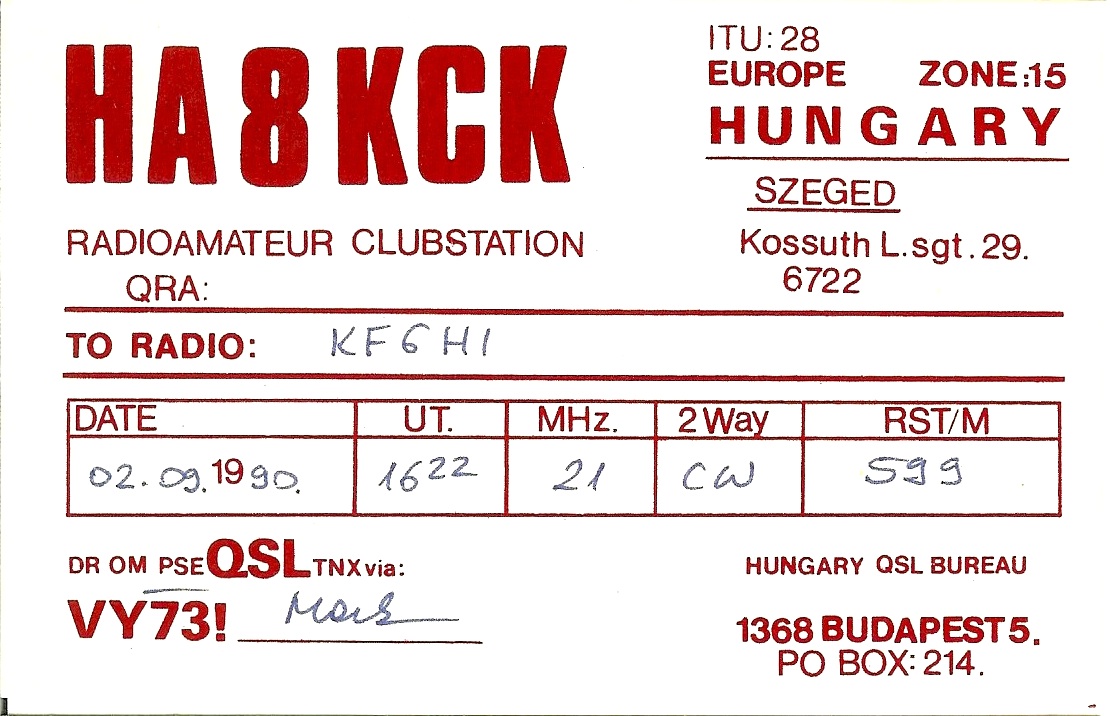 HA8KCK
ITU: 28
EUROPE ZONE:15
HUNGARY
SZEGED
Kossuth L.sgt.29.
6722
RADIOAMATEUR CLUBSTATION
QRA:
TO RADIO: KF6HI
DATE UT. MHz. 2Way RST/M
02.09.1990. 1622 21 CW 599
DR OM PSE QSL TNX via:
VY73!
HUNGARY QSL BUREAU
1368 BUDAPEST 5.
PO BOX: 214.